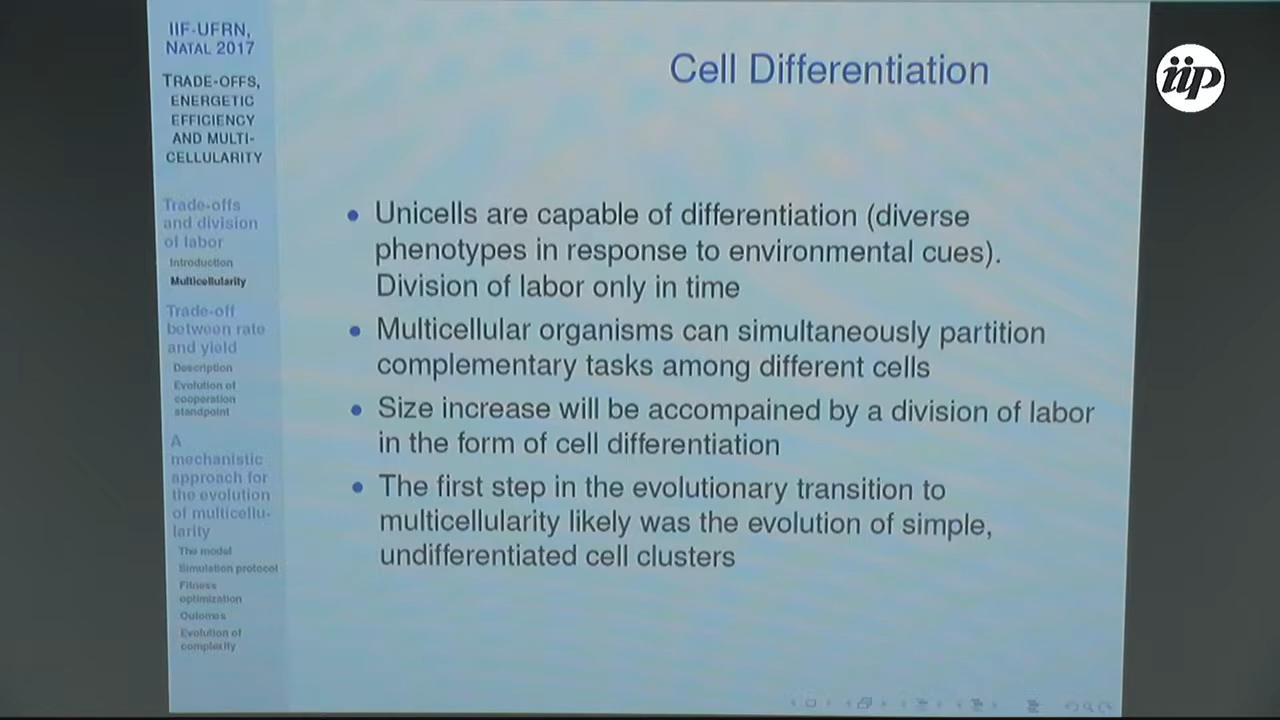 IIF-UFRN,
NATAL 2017
TRADE-OFFS,
ENERGETIC
EFFICIENCY
AND MULTI-
CELLULARITY
Trade-offs
and division
of labor
Introduction
Multicellularity
Trade-off
between rate
and yield
Description
Evolution of
cooperation
standpoint
A
mechanistic
approach for
the evolution
of multicellu-
larity
The model
Simulation protocol
Fitness
optimization
Outomes
Evolution of
complexity
Cell Differentiation
• Unicells are capable of differentiation (diverse
phenotypes in response to environmental cues).
Division of labor only in time
• Multicellular organisms can simultaneously partition
complementary tasks among different cells
• Size increase will be accompained by a division of labor
in the form of cell differentiation
• The first step in the evolutionary transition to
multicellularity likely was the evolution of simple,
undifferentiated cell clusters
iip